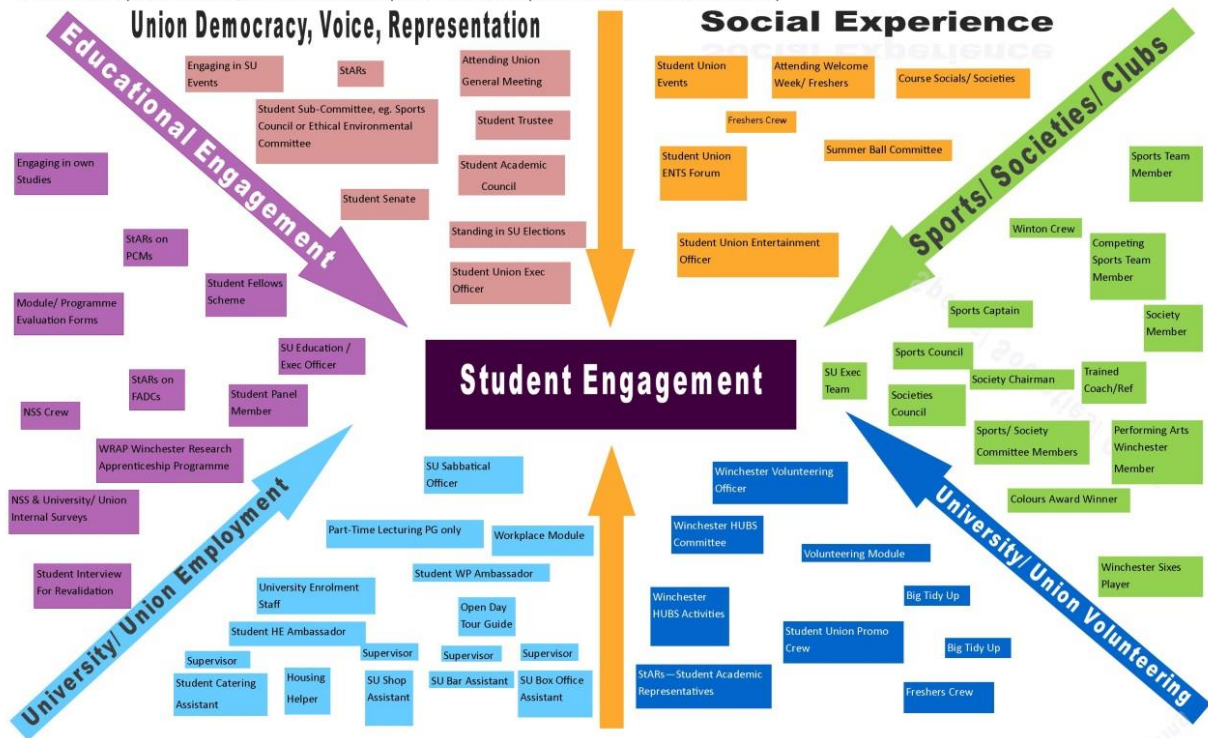 Union Democracy, Voice, Representation
Social Experience
Educational Engagement
Engaging in SU
Events
StARs
Attending Union
General Meeting
Student Sub-Committee, eg. Sports
Council or Ethical Environmental
Committee
Student Trustee
Student Academic
Council
Student Senate
Standing in SU Elections
Student Union Exec
Officer
Student Union
Events
Attending Welcome
Week/ Freshers
Course Socials/ Societies
Freshers Crew
Summer Ball Committee
Student Union
ENTS Forum
Student Union Entertainment
Officer
Sports/ Societies/ Clubs
Sports Team
Member
Winton Crew
Competing
Sports Team
Member
Sports Captain
Society
Member
Sports Council
SU Exec
Team
Society Chairman
Trained
Coach/Ref
Societies
Council
Sports/ Society
Committee Members
Performing Arts
Winchester
Member
Colours Award Winner
Winchester Sixes
Player
Engaging in own
Studies
StARs on
PCMs
Student Fellows
Scheme
Module/ Programme
Evaluation Forms
SU Education /
Exec Officer
StARs on
FADCs
Student Panel
Member
NSS Crew
WRAP Winchester Research
Apprenticeship Programme
NSS & University/ Union
Internal Surveys
Student Interview
For Revalidation
Student Engagement
University/ Union Employment
SU Sabbatical
Officer
Part-Time Lecturing PG only
Workplace Module
Student WP Ambassador
University Enrolment
Staff
Open Day
Tour Guide
Student HE Ambassador
Supervisor
Supervisor
Supervisor
Supervisor
Student Catering
Assistant
Housing
Helper
SU Shop
Assistant
SU Bar Assistant
SU Box Office
Assistant
University/ Union Volunteering
Winchester Volunteering
Officer
Winchester HUBS
Committee
Volunteering Module
Winchester
HUBS Activities
Big Tidy Up
Student Union Promo
Crew
Big Tidy Up
StARs—Student Academic
Representatives
Freshers Crew